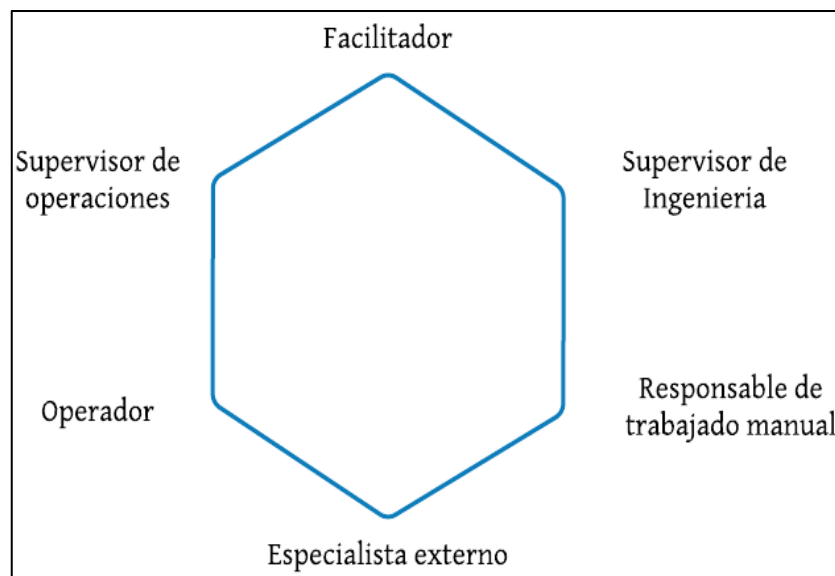 Facilitador
Supervisor de
operaciones
Supervisor de
Ingenieria
Operador
Responsable de
trabajado manual
Especialista externo